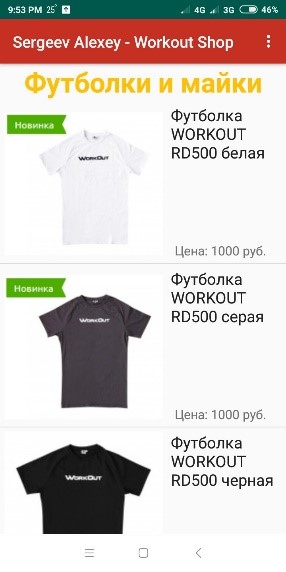 9:53 PM 25° 4G 3G 46%
Sergeev Alexey - Workout Shop
Футболки и майки
Новинка
WORKOUT
Футболка
WORKOUT
RD500 белая
Цена: 1000 руб.
Новинка
WORKOUT
Футболка
WORKOUT
RD500 серая
Цена: 1000 руб.
WORKOUT
Футболка
WORKOUT
RD500 черная